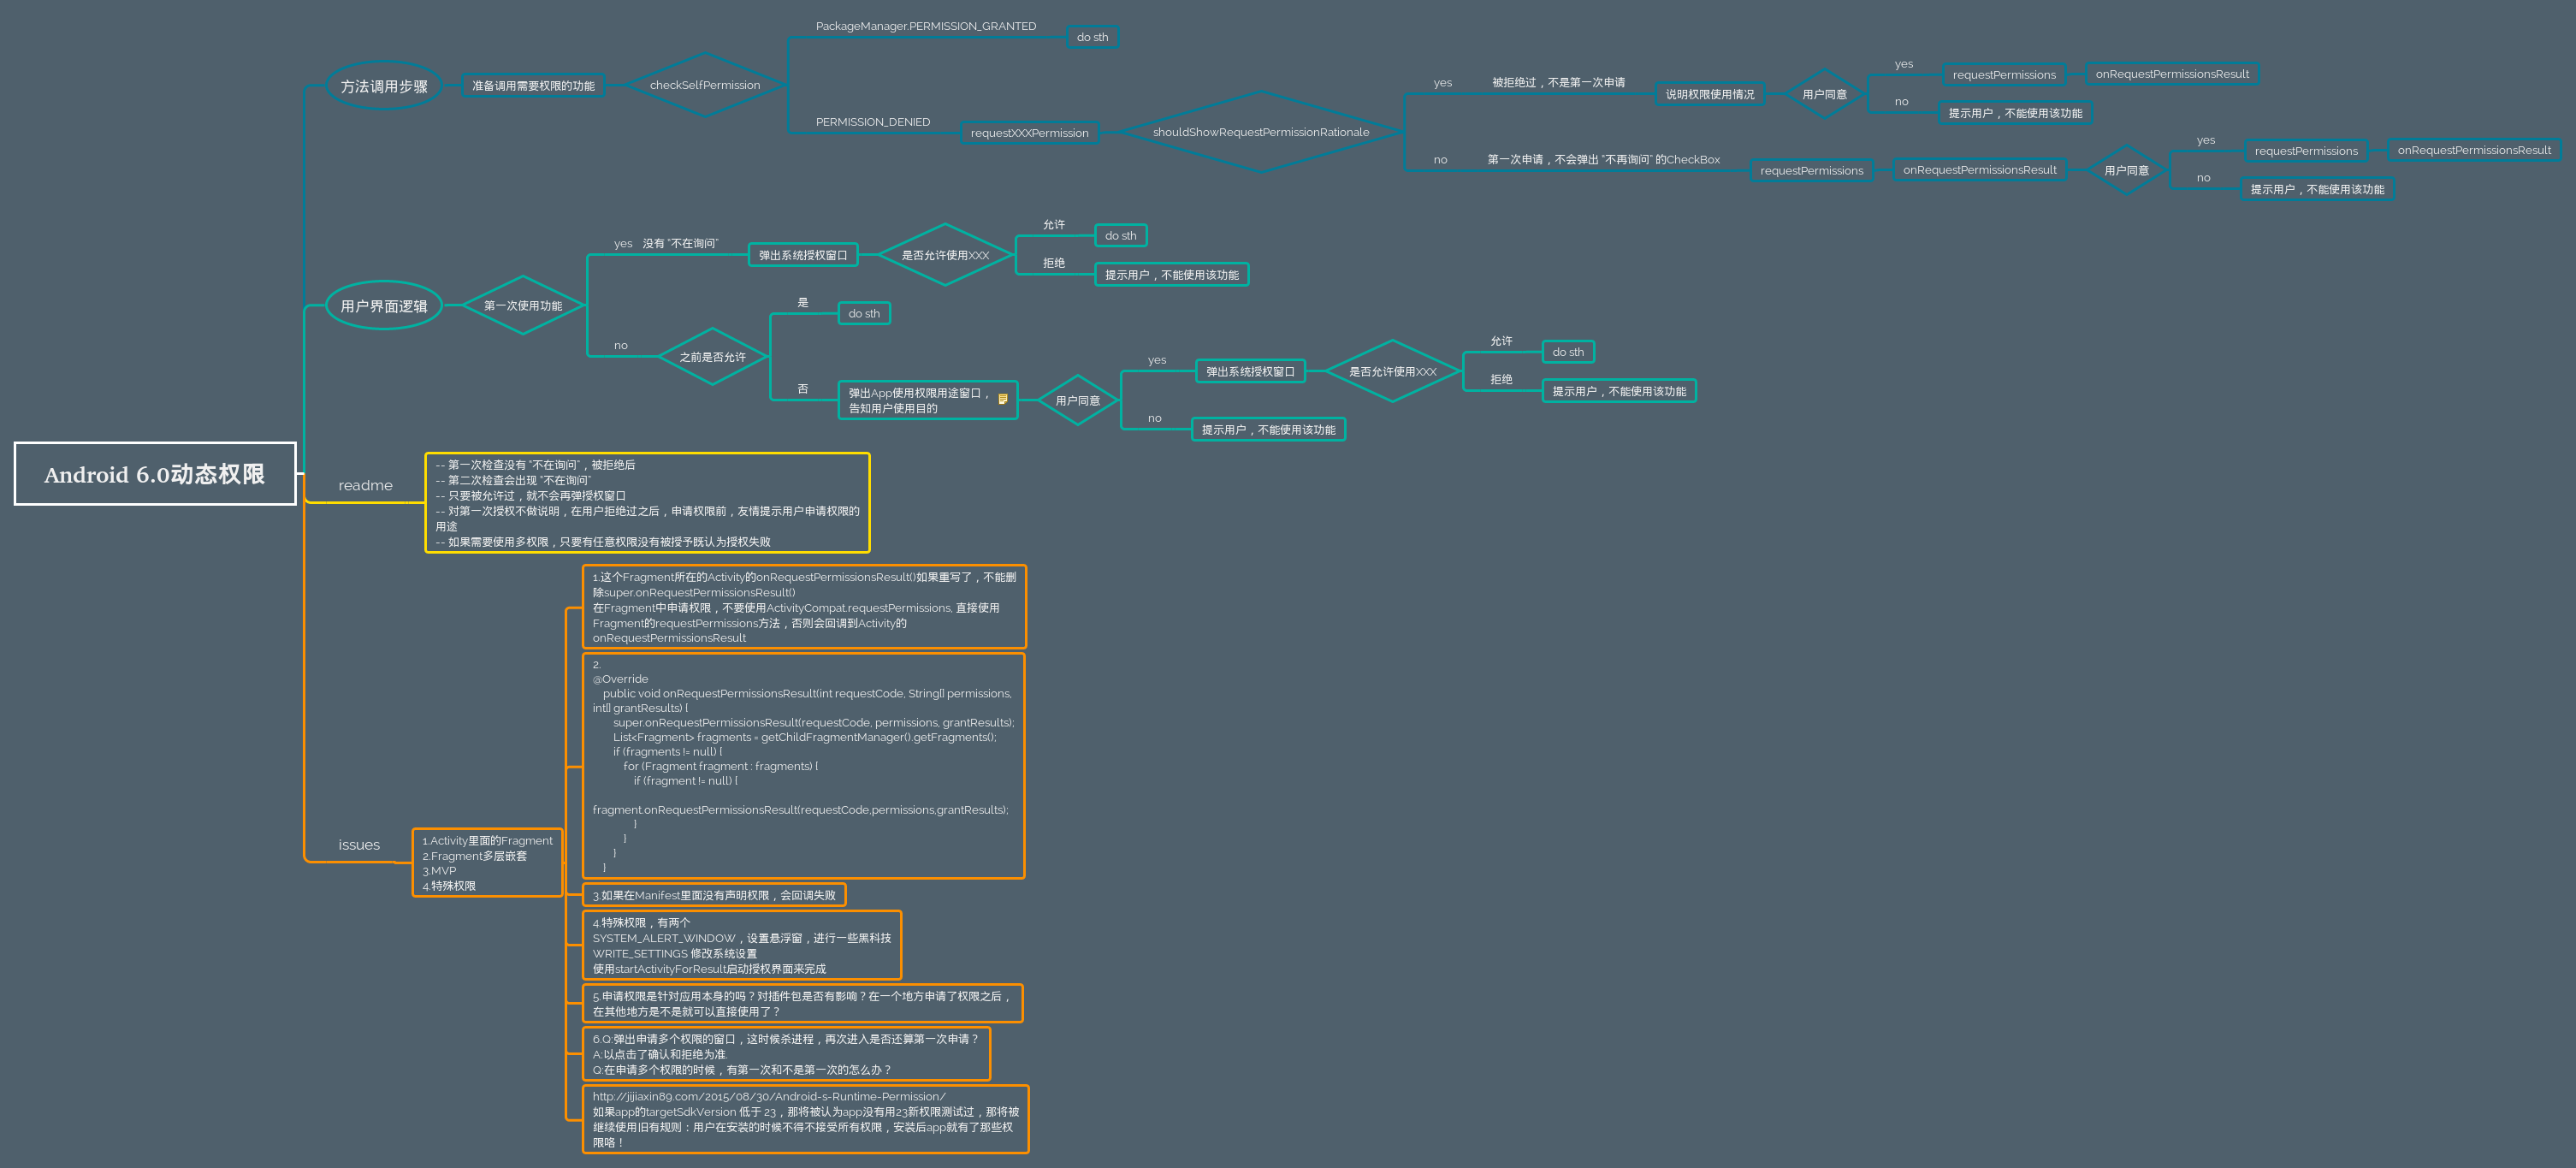 Android 6.0动态权限
方法调用步骤
准备调用需要权限的功能
checkSelfPermission
PackageManager.PERMISSION_GRANTED
do sth
PERMISSION_DENIED
requestXXXPermission
shouldShowRequestPermissionRationale
yes
被拒绝过，不是第一次申请
说明权限使用情况
用户同意
yes
requestPermissions
onRequestPermissionsResult
no
提示用户，不能使用该功能
no
第一次申请，不会弹出 “不再询问” 的CheckBox
requestPermissions
onRequestPermissionsResult
用户同意
yes
requestPermissions
onRequestPermissionsResult
no
提示用户，不能使用该功能
用户界面逻辑
第一次使用功能
yes 没有 “不在询问”
弹出系统授权窗口
是否允许使用XXX
允许
do sth
拒绝
提示用户，不能使用该功能
no
之前是否允许
是
do sth
否
弹出App使用权限用途窗口，
告知用户使用目的
用户同意
yes
弹出系统授权窗口
是否允许使用XXX
允许
do sth
拒绝
提示用户，不能使用该功能
no
提示用户，不能使用该功能
readme
-- 第一次检查没有 “不在询问”，被拒绝后
-- 第二次检查会出现 “不在询问”
-- 只要被允许过，就不会再弹授权窗口
-- 对第一次授权不做说明，在用户拒绝过之后，申请权限前，友情提示用户申请权限的
用途
-- 如果需要使用多权限，只要有任意权限没有被授予既认为授权失败
issues
1.Activity里面的Fragment
2.Fragment多层嵌套
3.MVP
4.特殊权限
1.这个Fragment所在的Activity的onRequestPermissionsResult()如果重写了，不能删
除super.onRequestPermissionsResult()
在Fragment中申请权限，不要使用ActivityCompat.requestPermissions, 直接使用
Fragment的requestPermissions方法，否则会回调到Activity的
onRequestPermissionsResult
2.
@Override
public void onRequestPermissionsResult(int requestCode, String[] permissions,
int[] grantResults) {
super.onRequestPermissionsResult(requestCode, permissions, grantResults);
List<Fragment> fragments = getChildFragmentManager().getFragments();
if (fragments != null) {
for (Fragment fragment : fragments) {
if (fragment != null) {
fragment.onRequestPermissionsResult(requestCode,permissions,grantResults);
}
}
}
}
3.如果在Manifest里面没有声明权限，会回调失败
4.特殊权限，有两个
SYSTEM_ALERT_WINDOW，设置悬浮窗，进行一些黑科技
WRITE_SETTINGS 修改系统设置
使用startActivityForResult启动授权界面来完成
5.申请权限是针对应用本身的吗？对插件包是否有影响？在一个地方申请了权限之后，
在其他地方是不是就可以直接使用了？
6.Q:弹出申请多个权限的窗口，这时候杀进程，再次进入是否还算第一次申请？
A:以点击了确认和拒绝为准.
Q:在申请多个权限的时候，有第一次和不是第一次的怎么办？
http://jijiaxin89.com/2015/08/30/Android-s-Runtime-Permission/
如果app的targetSdkVersion 低于 23，那将被认为app没有用23新权限测试过，那将被
继续使用旧有规则：用户在安装的时候不得不接受所有权限，安装后app就有了那些权
限咯！